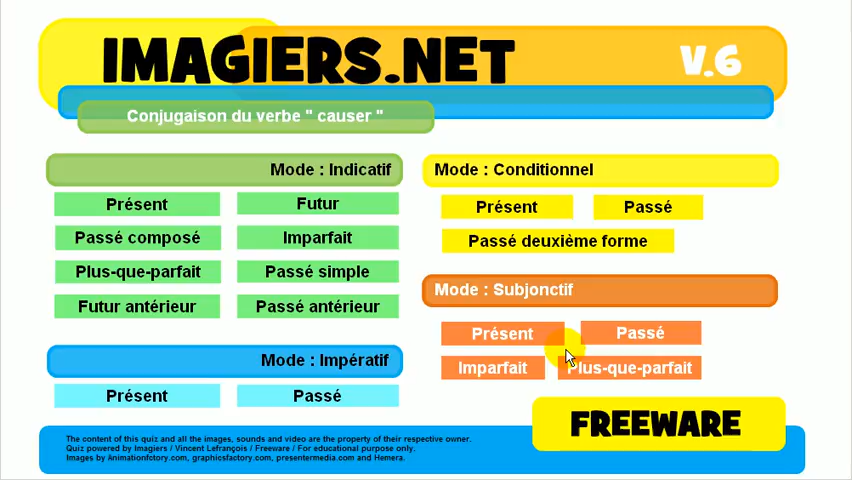 IMAGIERS.NET
V.6
Conjugaison du verbe " causer "
Mode : Indicatif
Présent
Futur
Passé composé
Imparfait
Plus-que-parfait
Passé simple
Futur antérieur
Passé antérieur
Mode : Impératif
Présent
Passé
Mode : Conditionnel
Présent
Passé
Passé deuxième forme
Mode : Subjonctif
Présent
Passé
Imparfait
Plus-que-parfait
FREEWARE
The content of this quiz and all the images, sounds and video are the property of their respective owner.
Quiz powered by Imagiers / Vincent Lefrançois / Freeware / For educational purpose only.
Images by Animationfctory.com, graphicsfactory.com, presentermedia.com and Hemera.